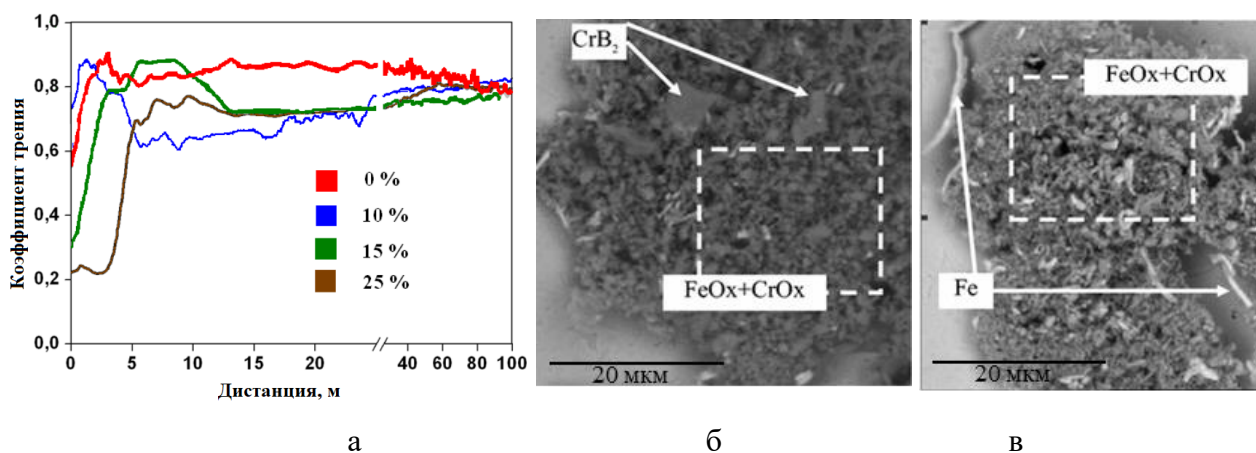 Коэффициент трения
1,0
1,0
0,8
0,6
0,4
0,2
0,0
0 %
10 %
15 %
25 %
0
5
10
15
20
40
60
80
100
Дистанция, м
CrB₂
FeOx+CrOx
20 мкм
FeOx+CrOx
Fe
20 мкм
а
б
в